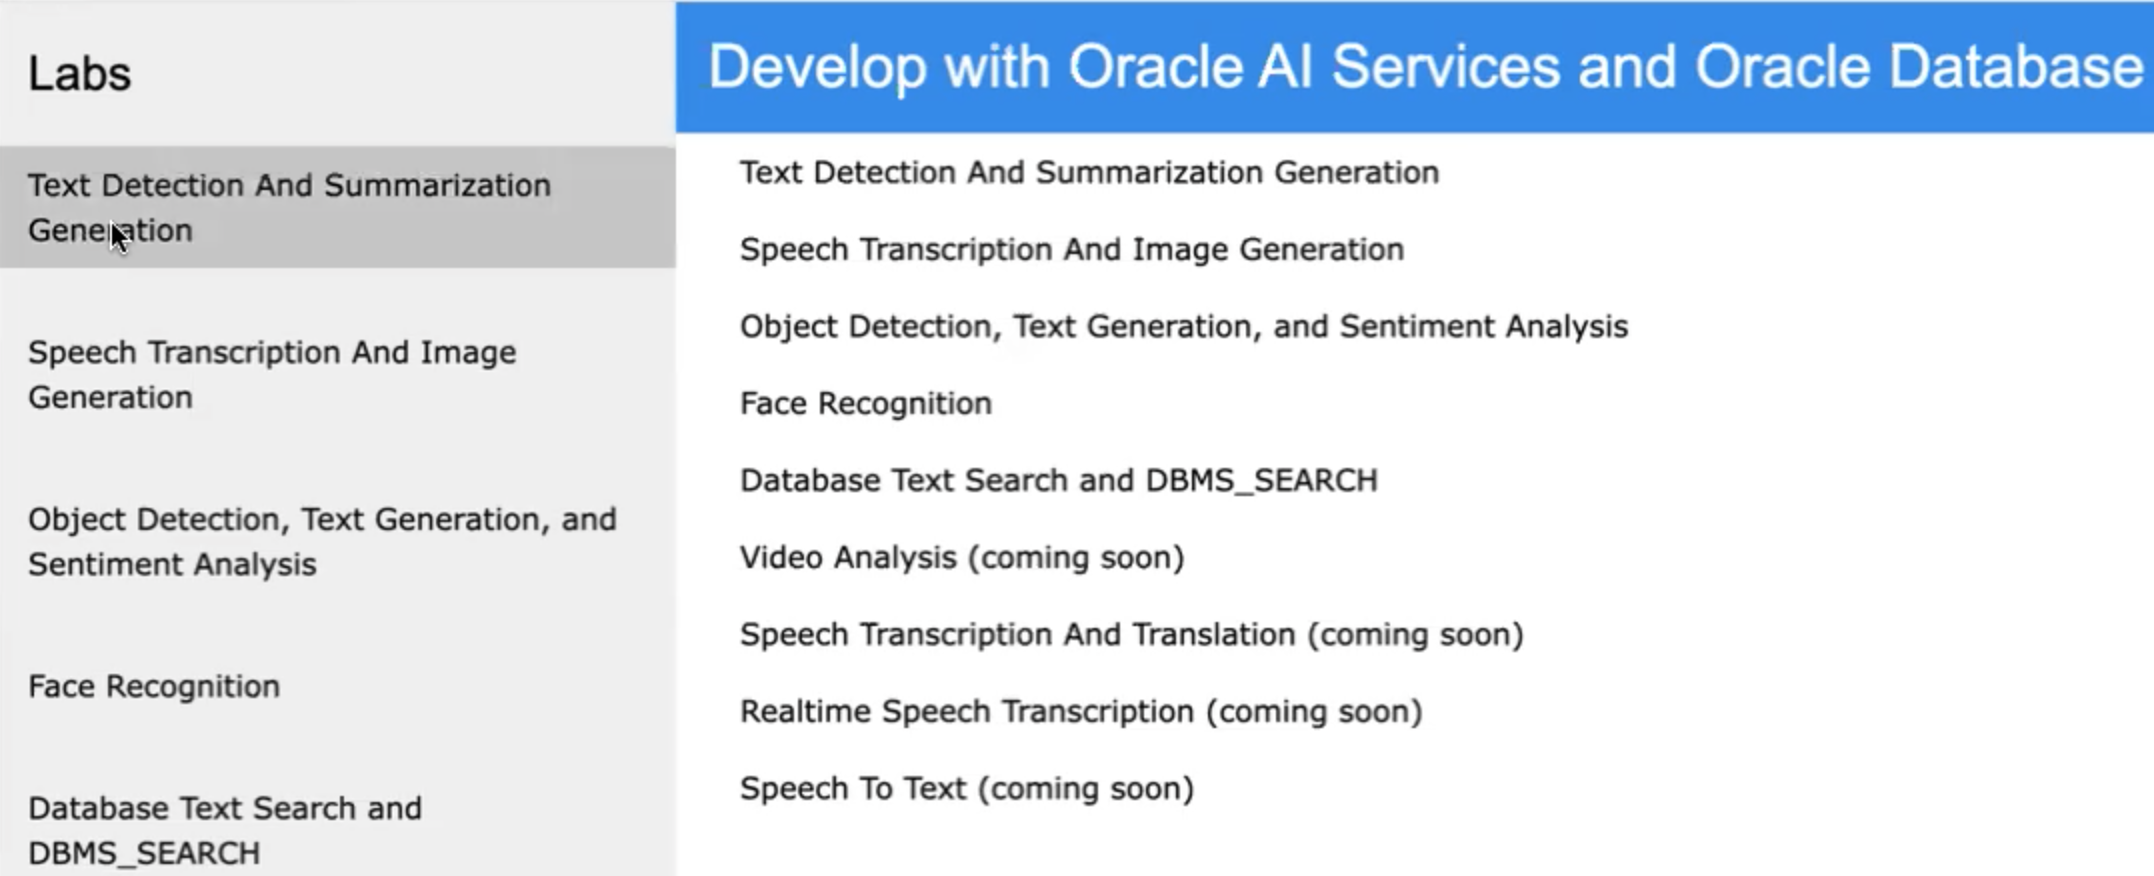 Labs
Text Detection And Summarization
Generation
Speech Transcription And Image
Generation
Object Detection, Text Generation, and
Sentiment Analysis
Face Recognition
Database Text Search and
DBMS_SEARCH
Develop with Oracle AI Services and Oracle Database
Text Detection And Summarization Generation
Speech Transcription And Image Generation
Object Detection, Text Generation, and Sentiment Analysis
Face Recognition
Database Text Search and DBMS_SEARCH
Video Analysis (coming soon)
Speech Transcription And Translation (coming soon)
Realtime Speech Transcription (coming soon)
Speech To Text (coming soon)